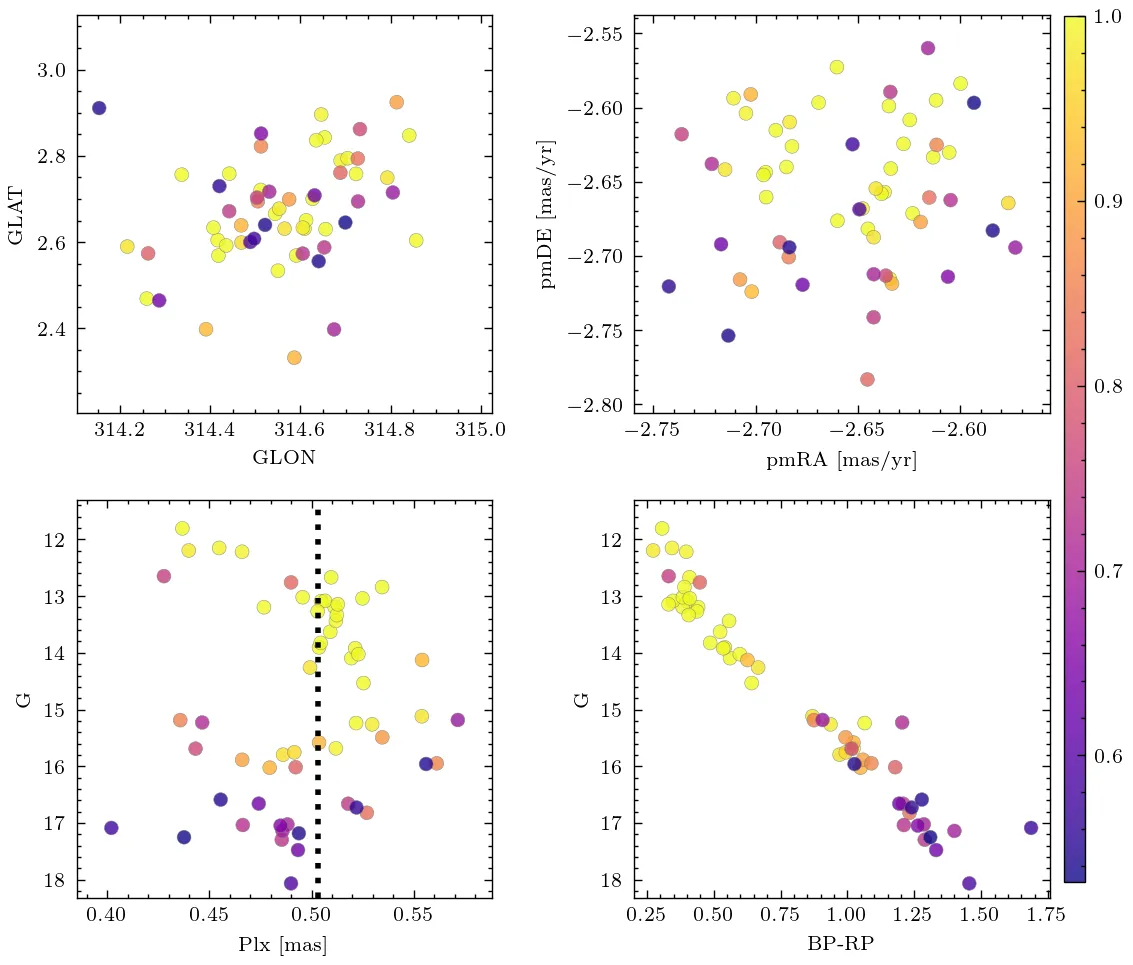 GLAT
3.0
2.8
2.6
2.4
314.2 314.4 314.6 314.8 315.0
GLON
pmDE [mas/yr]
−2.55
−2.60
−2.65
−2.70
−2.75
−2.80
−2.75 −2.70 −2.65 −2.60
pmRA [mas/yr]
1.0
0.9
0.8
0.7
0.6
G
12
13
14
15
16
17
18
0.40 0.45 0.50 0.55
Plx [mas]
G
12
13
14
15
16
17
18
0.25 0.50 0.75 1.00 1.25 1.50 1.75
BP-RP